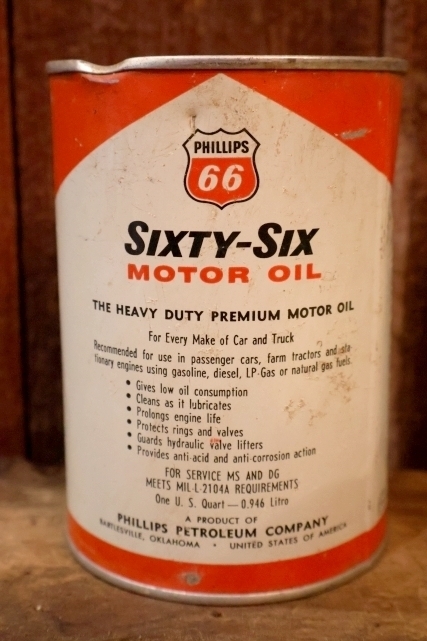 PHILLIPS
66
SIXTY-SIX
MOTOR OIL
THE HEAVY DUTY PREMIUM MOTOR OIL
For Every Make of Car and Truck
Recommended for use in passenger cars, farm tractors and sta-
tionary engines using gasoline, diesel, LP-Gas or natural gas fuels.
• Gives low oil consumption
• Cleans as it lubricates
• Prolongs engine life
• Protects rings and valves
• Guards hydraulic valve lifters
• Provides anti-acid and anti-corrosion action
FOR SERVICE MS AND DG
MEETS MIL-L-2104A REQUIREMENTS
One U. S. Quart — 0.946 Litro
A PRODUCT OF
PHILLIPS PETROLEUM COMPANY
BARTLESVILLE, OKLAHOMA • UNITED STATES OF AMERICA